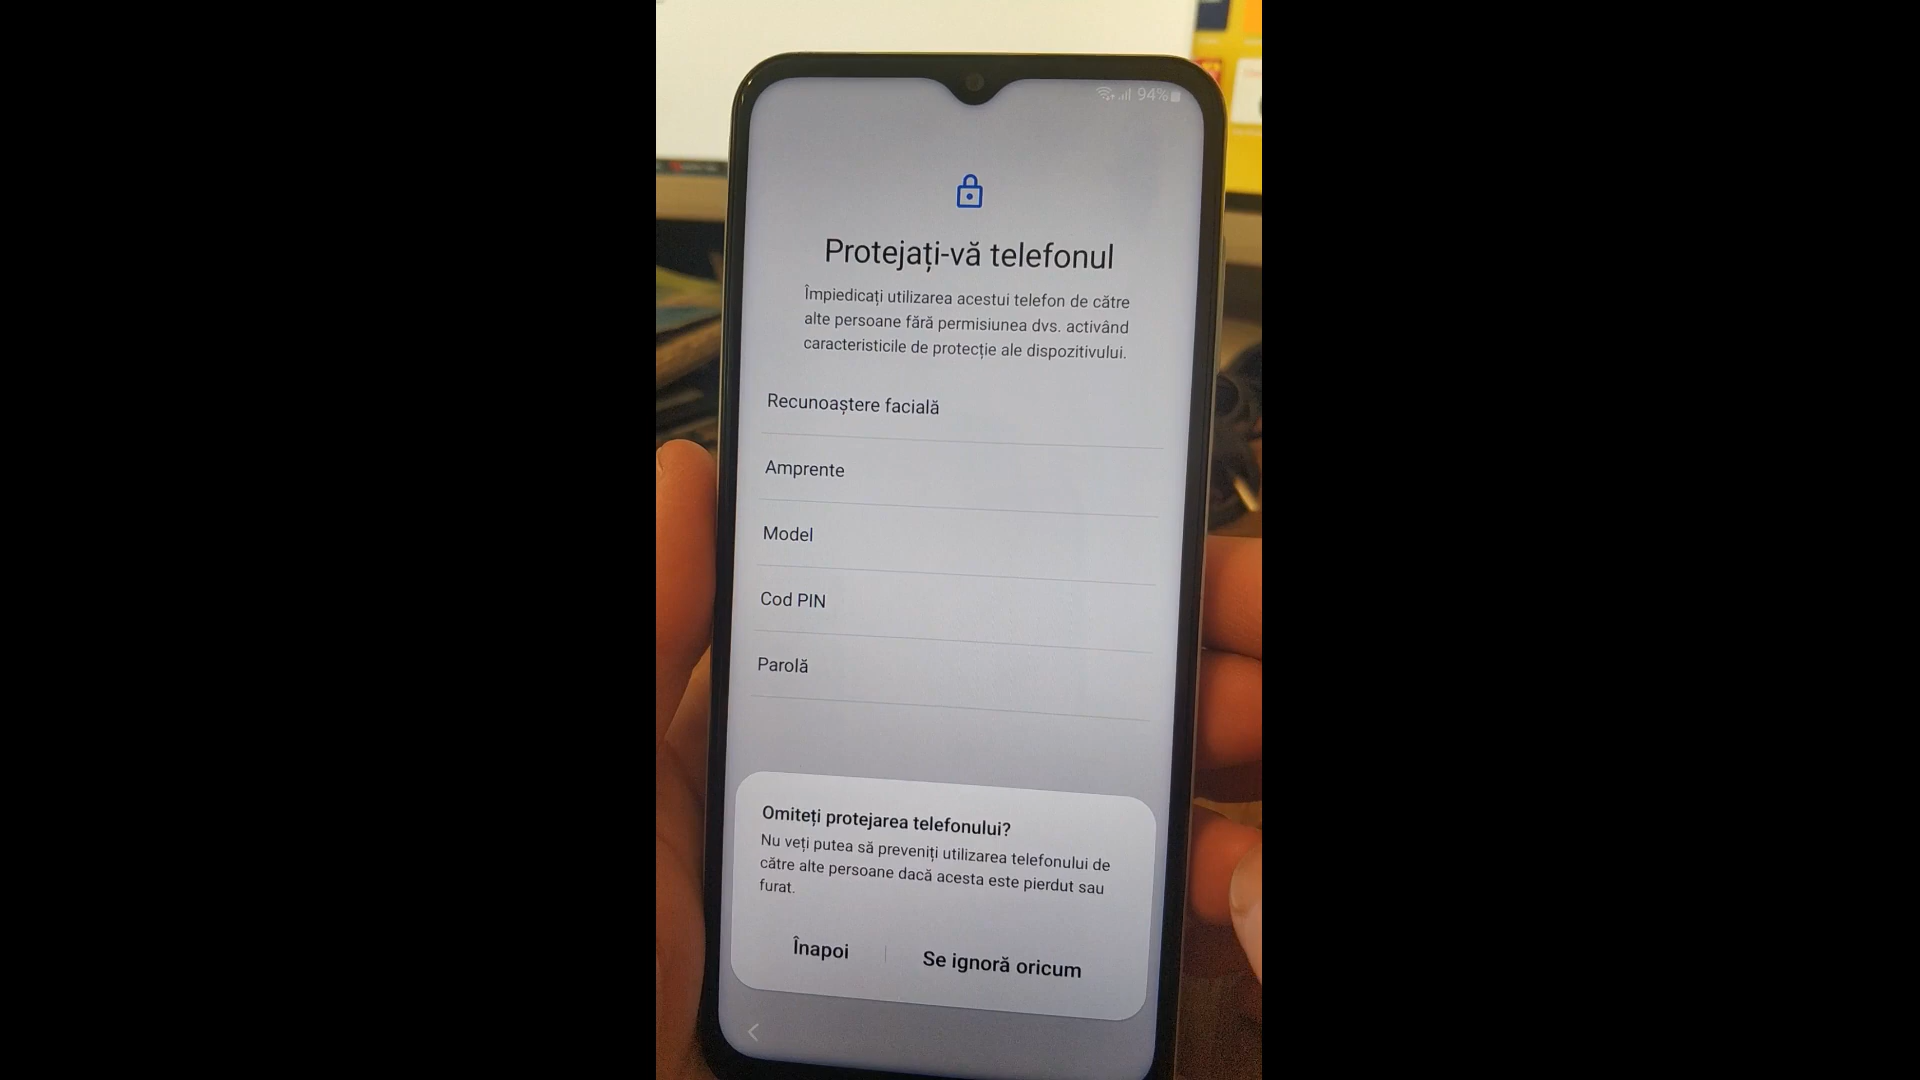 94%
Protejați-vă telefonul
Împiedicați utilizarea acestui telefon de către
alte persoane fără permisiunea dvs. activând
caracteristicile de protecție ale dispozitivului.
Recunoaștere facială
Amprente
Model
Cod PIN
Parolă
Omiteți protejarea telefonului?
Nu veți putea să preveniți utilizarea telefonului de
către alte persoane dacă acesta este pierdut sau
furat.
Înapoi
Se ignoră oricum